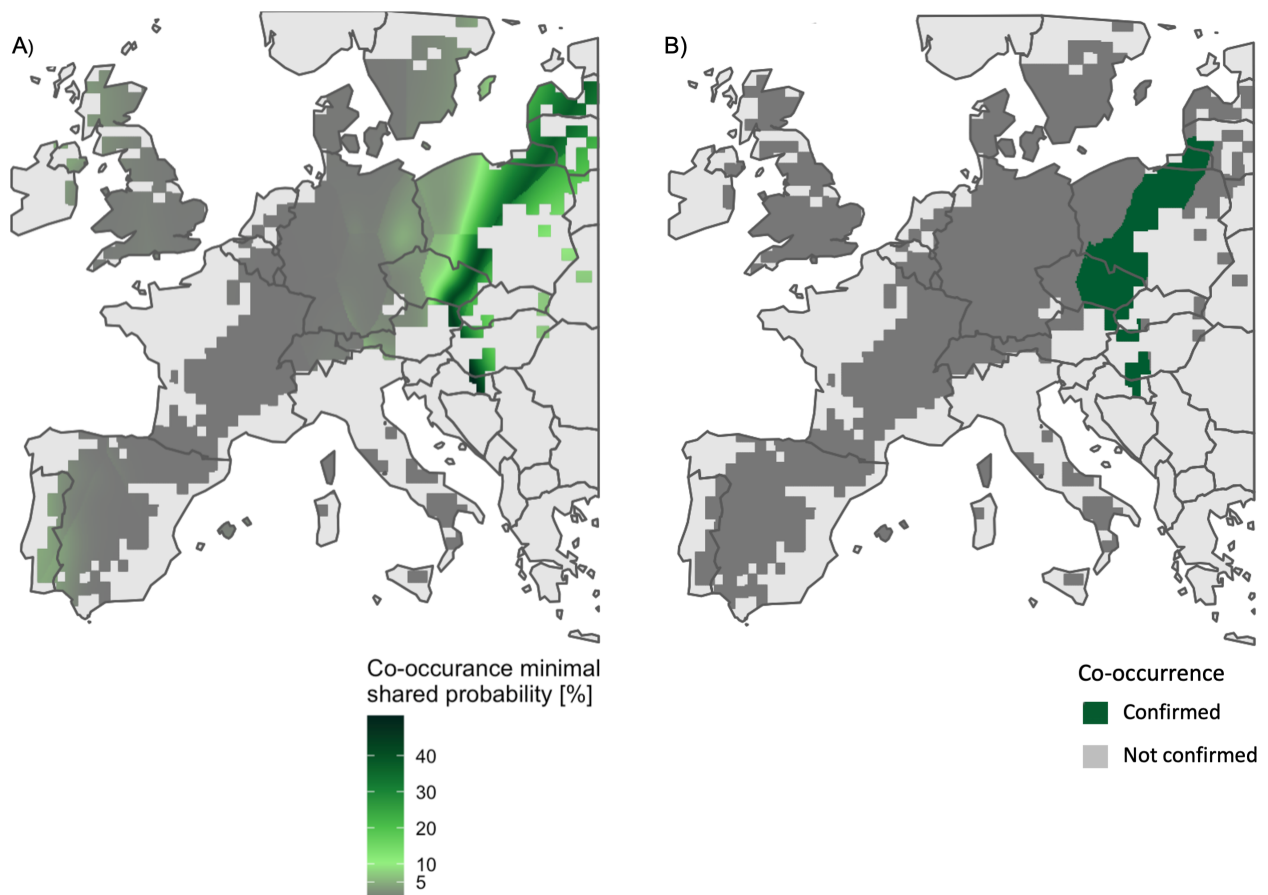 A)
B)
Co-occurance minimal
shared probability [%]
40
30
20
10
5
Co-occurrence
Confirmed
Not confirmed